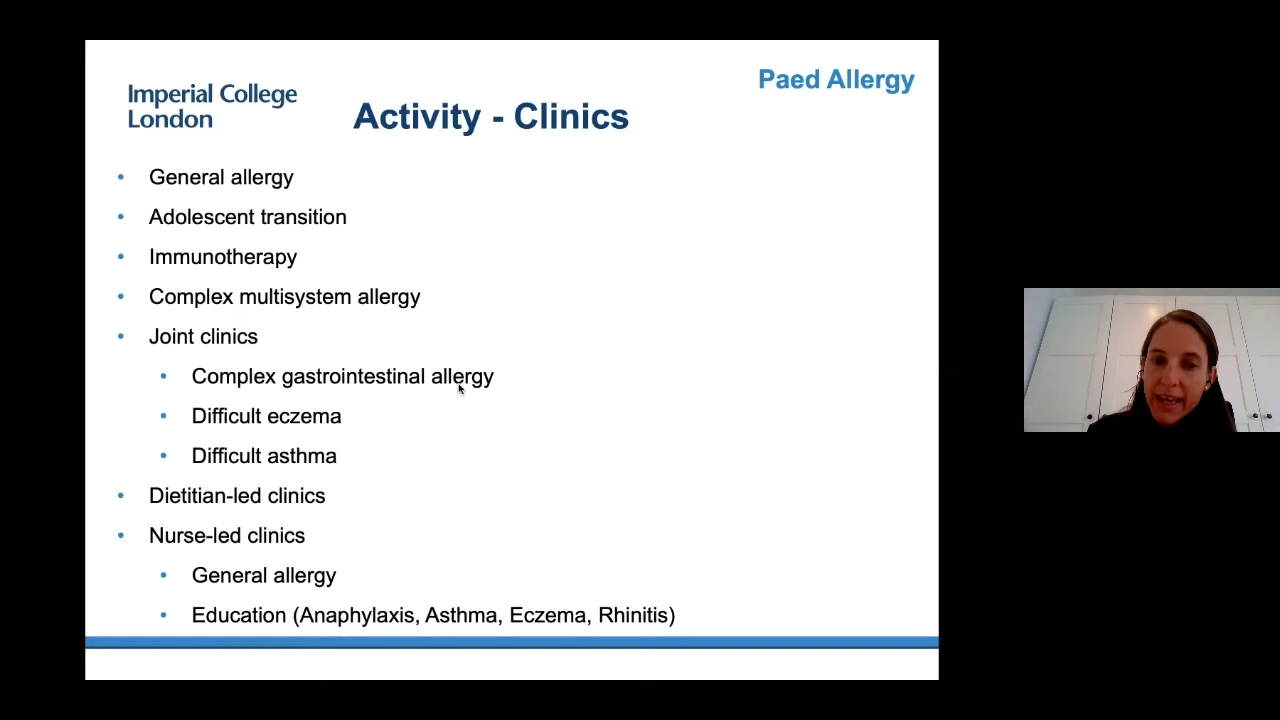 Paed Allergy
Imperial College
London
Activity - Clinics
• General allergy
• Adolescent transition
• Immunotherapy
• Complex multisystem allergy
• Joint clinics
• Complex gastrointestinal allergy
• Difficult eczema
• Difficult asthma
• Dietitian-led clinics
• Nurse-led clinics
• General allergy
• Education (Anaphylaxis, Asthma, Eczema, Rhinitis)